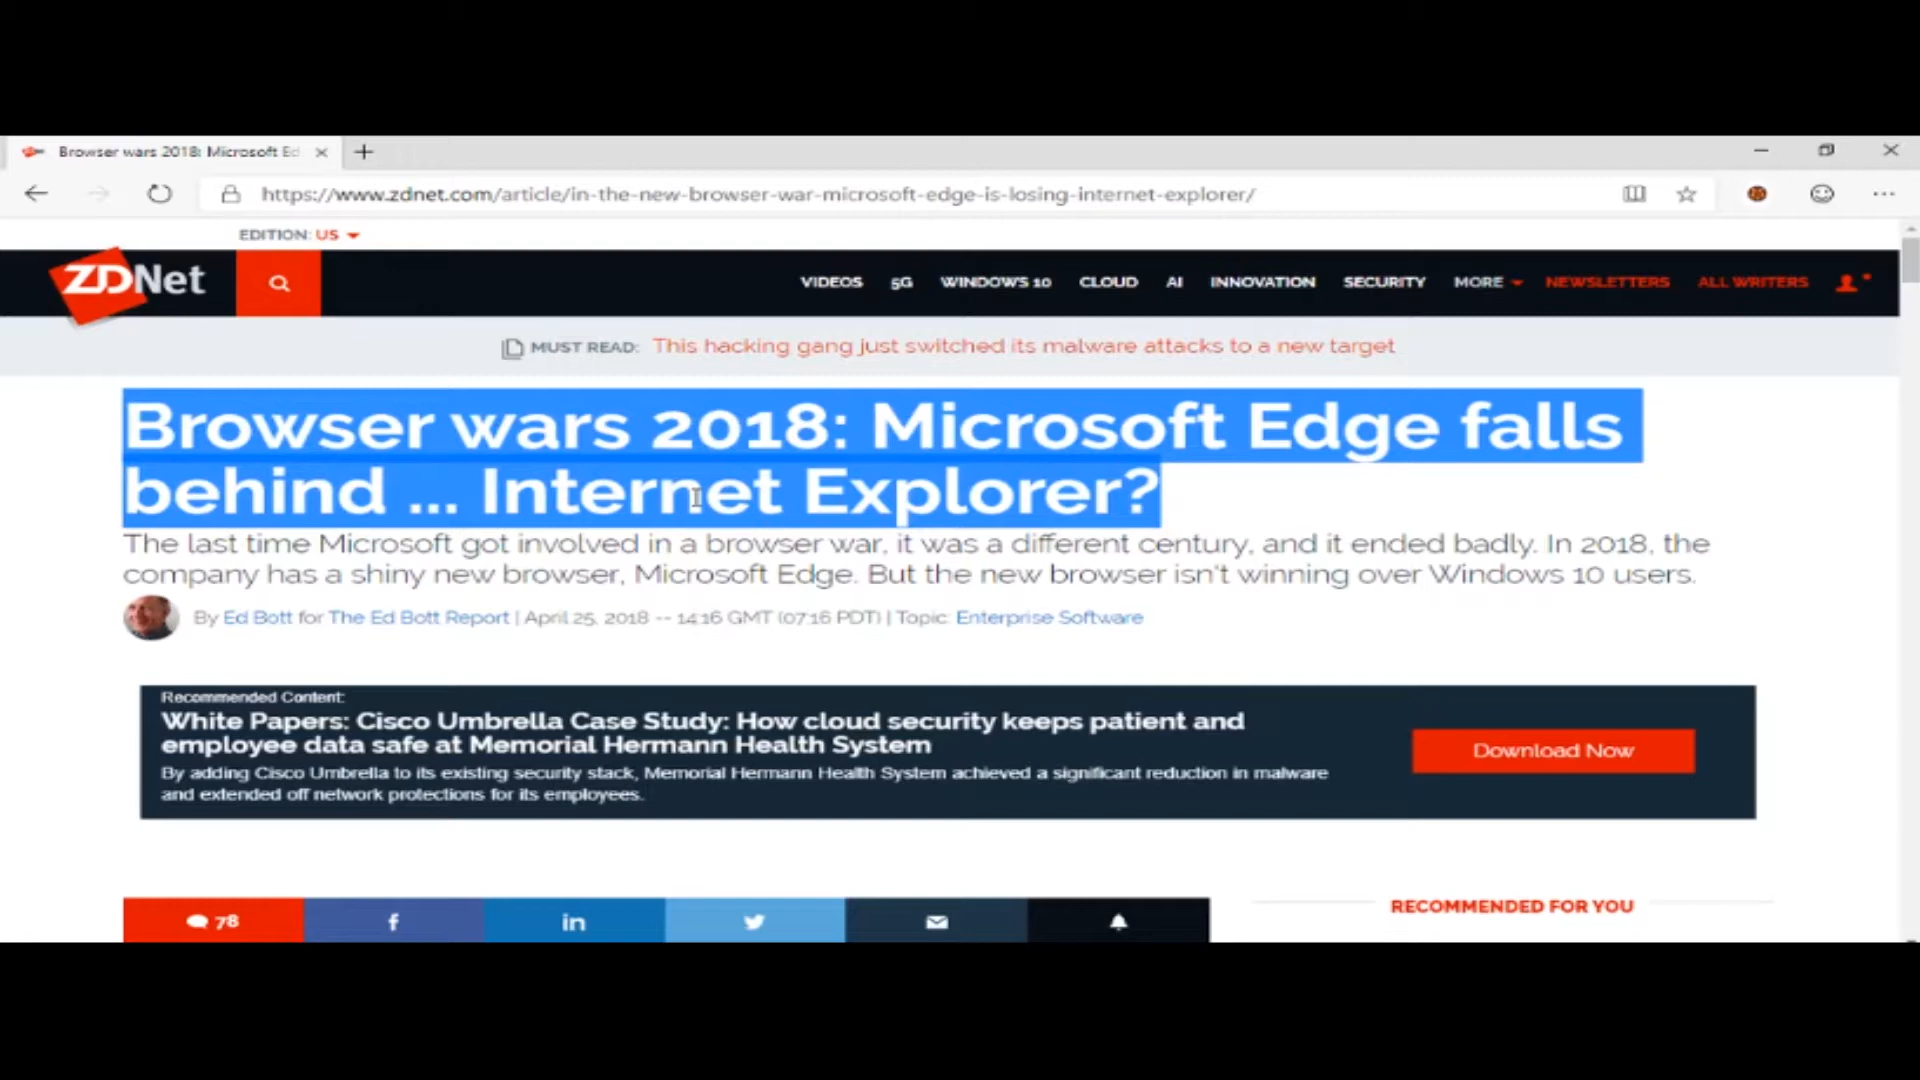 Browser wars 2018: Microsoft Ed
https://www.zdnet.com/article/in-the-new-browser-war-microsoft-edge-is-losing-internet-explorer/
EDITION: US
ZDNet
VIDEOS 5G WINDOWS 10 CLOUD AI INNOVATION SECURITY MORE NEWSLETTERS ALL WRITERS
MUST READ: This hacking gang just switched its malware attacks to a new target
Browser wars 2018: Microsoft Edge falls
behind ... Internet Explorer?
The last time Microsoft got involved in a browser war, it was a different century, and it ended badly. In 2018, the
company has a shiny new browser, Microsoft Edge. But the new browser isn't winning over Windows 10 users.
By Ed Bott for The Ed Bott Report | April 25, 2018 -- 14:16 GMT (07:16 PDT) | Topic: Enterprise Software
Recommended Content:
White Papers: Cisco Umbrella Case Study: How cloud security keeps patient and
employee data safe at Memorial Hermann Health System
By adding Cisco Umbrella to its existing security stack, Memorial Hermann Health System achieved a significant reduction in malware
and extended off network protections for its employees.
Download Now
78
f
in
RECOMMENDED FOR YOU